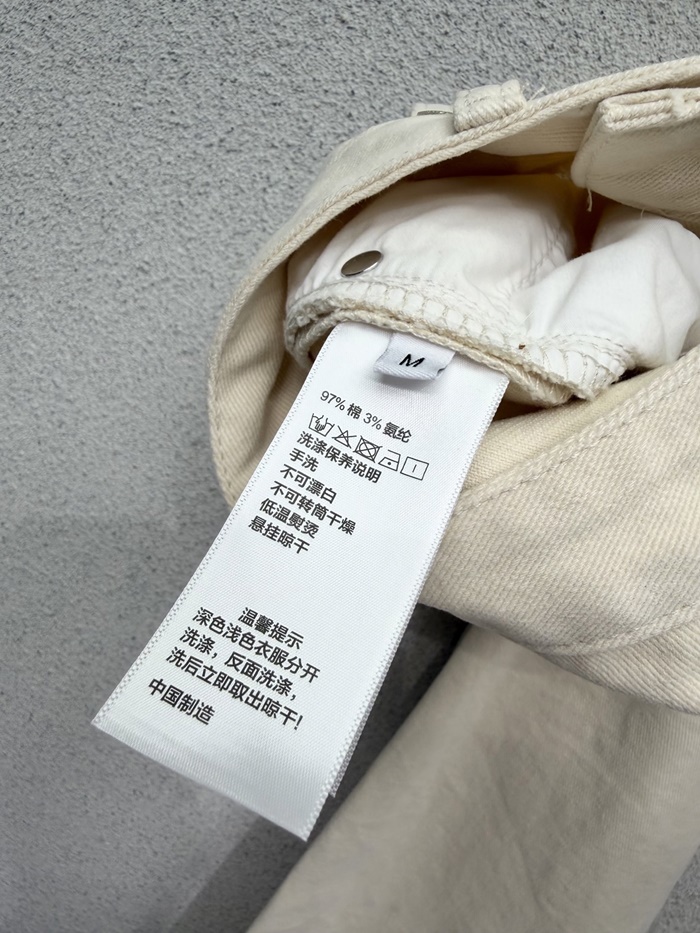 M
97% 棉 3% 氨纶
洗涤保养说明
手洗
不可漂白
不可转筒干燥
低温熨烫
悬挂晾干
温馨提示
深色浅色衣服分开
洗涤，反面洗涤，
洗后立即取出晾干!
中国制造